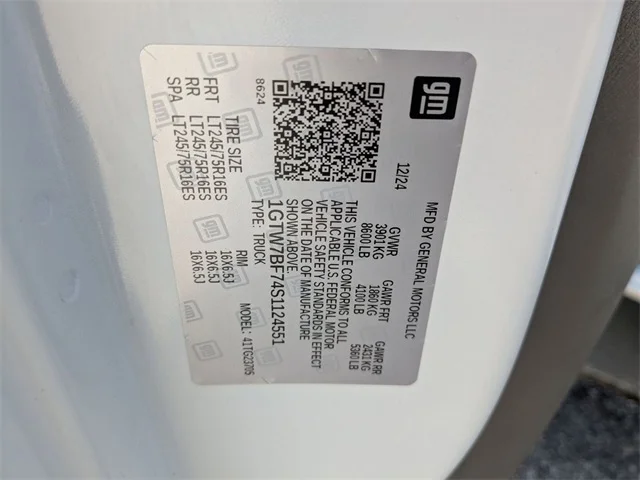 gm
MFD BY GENERAL MOTORS LLC
12/24
GVWR GAWR FRT GAWR RR
3901 KG 1860 KG 2431 KG
8600 LB 4100 LB 5360 LB
THIS VEHICLE CONFORMS TO ALL
APPLICABLE U.S. FEDERAL MOTOR
VEHICLE SAFETY STANDARDS IN EFFECT
ON THE DATE OF MANUFACTURE
SHOWN ABOVE.
1GTW7BF74S1124551
TYPE: TRUCK MODEL: 41TG23705
8624
TIRE SIZE RIM
FRT LT245/75R16ES 16X6.5J
RR LT245/75R16ES 16X6.5J
SPA LT245/75R16ES 16X6.5J